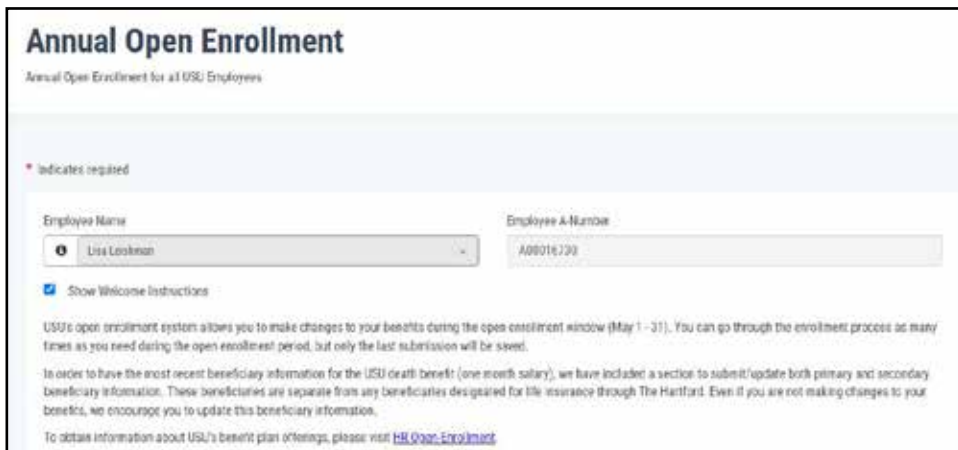 Annual Open Enrollment
Annual Open Enrollment for all USU Employees
* Indicates required
Employee Name
Employee A-Number
Lisa Lookman
Show Welcome Instructions
USU's open enrollment system allows you to make changes to your benefits during the open enrollment window (May 1 - 31). You can go through the enrollment process as many
times as you need during the open enrollment period, but only the last submission will be saved.
In order to have the most recent beneficiary information for the USU death benefit (one month salary), we have included a section to submit/update both primary and secondary
beneficiary information. These beneficiaries are separate from any beneficiaries designated for life insurance through The Hartford. Even if you are not making changes to your
benefits, we encourage you to update this beneficiary information.
To obtain information about USU's benefit plan offerings, please visit HR Open-Enrollment.